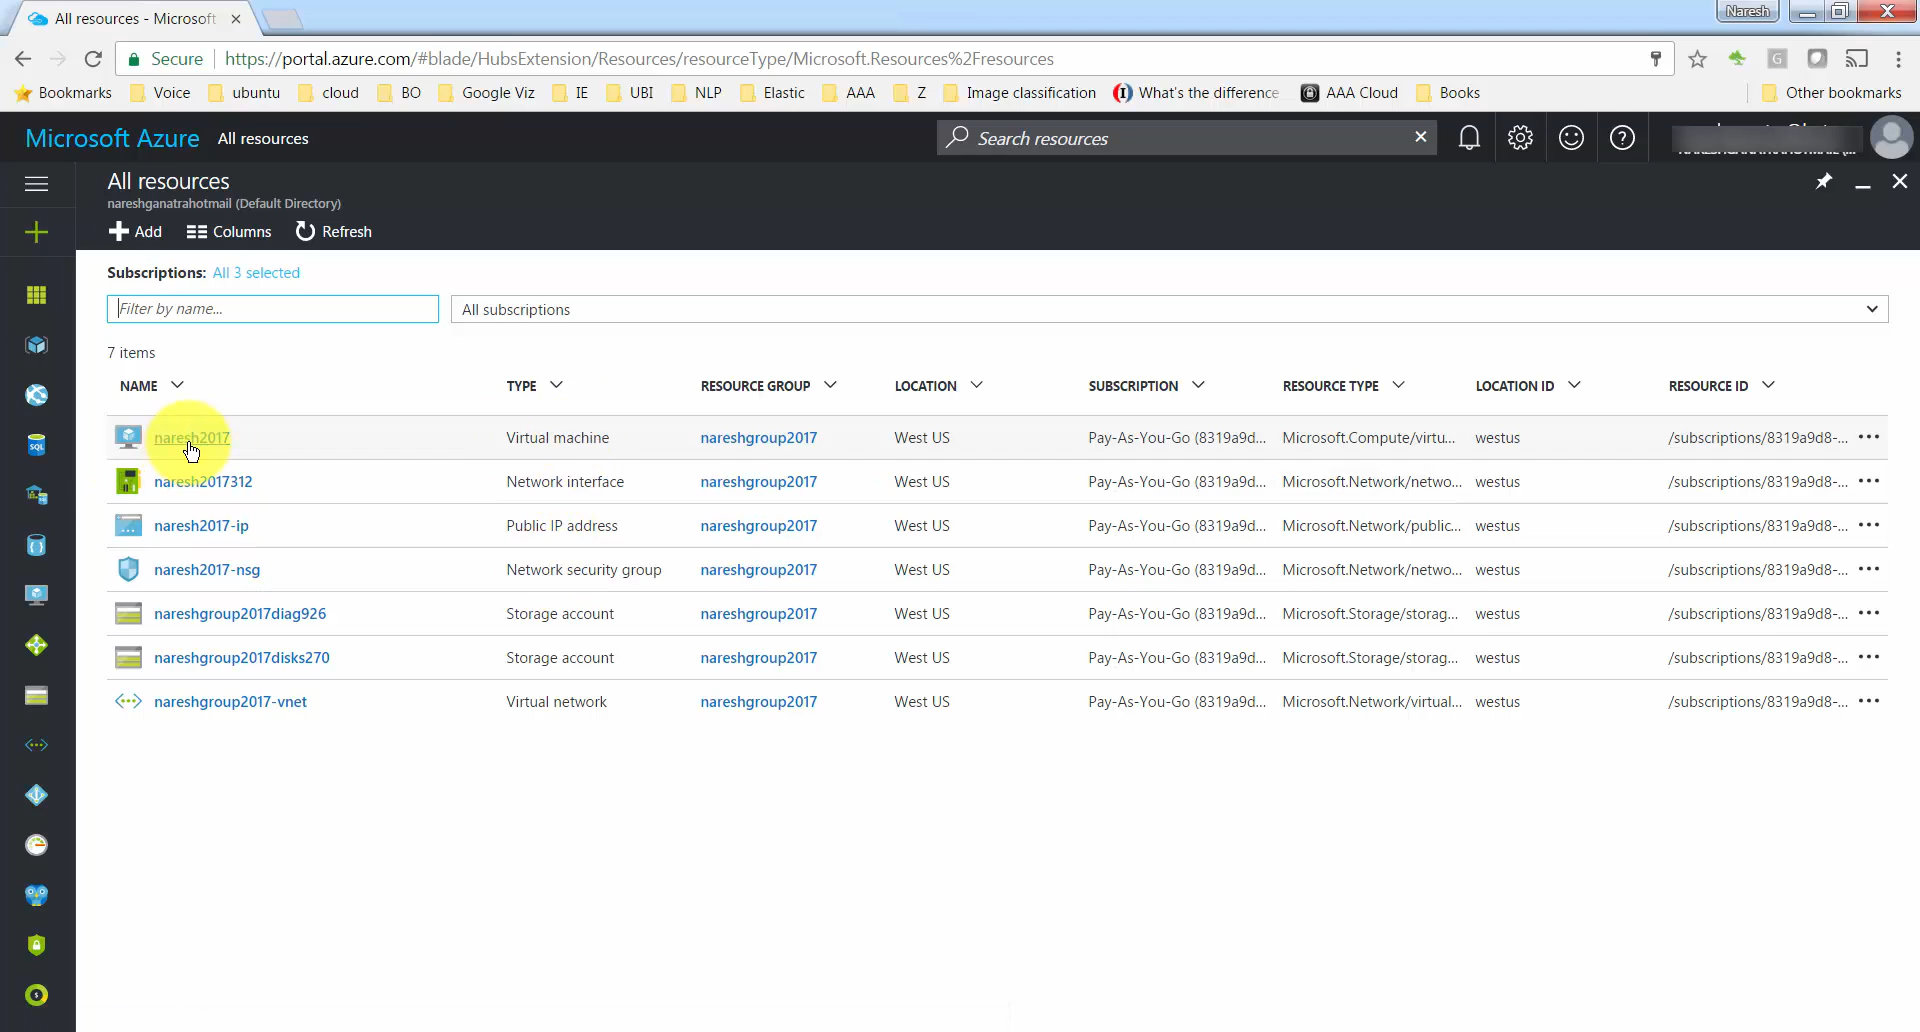 All resources - Microsoft
Naresh
Secure https://portal.azure.com/#blade/HubsExtension/Resources/resourceType/Microsoft.Resources%2Fresources
Bookmarks Voice ubuntu cloud BO Google Viz IE UBI NLP Elastic AAA Z Image classification What's the difference AAA Cloud Books Other bookmarks
Microsoft Azure All resources Search resources
All resources
nareshganatrahotmail (Default Directory)
Add Columns Refresh
Subscriptions: All 3 selected
Filter by name... All subscriptions
7 items
NAME TYPE RESOURCE GROUP LOCATION SUBSCRIPTION RESOURCE TYPE LOCATION ID RESOURCE ID
naresh2017 Virtual machine nareshgroup2017 West US Pay-As-You-Go (8319a9d... Microsoft.Compute/virtu... westus /subscriptions/8319a9d8-...
naresh2017312 Network interface nareshgroup2017 West US Pay-As-You-Go (8319a9d... Microsoft.Network/netwo... westus /subscriptions/8319a9d8-...
naresh2017-ip Public IP address nareshgroup2017 West US Pay-As-You-Go (8319a9d... Microsoft.Network/public... westus /subscriptions/8319a9d8-...
naresh2017-nsg Network security group nareshgroup2017 West US Pay-As-You-Go (8319a9d... Microsoft.Network/netwo... westus /subscriptions/8319a9d8-...
nareshgroup2017diag926 Storage account nareshgroup2017 West US Pay-As-You-Go (8319a9d... Microsoft.Storage/storag... westus /subscriptions/8319a9d8-...
nareshgroup2017disks270 Storage account nareshgroup2017 West US Pay-As-You-Go (8319a9d... Microsoft.Storage/storag... westus /subscriptions/8319a9d8-...
nareshgroup2017-vnet Virtual network nareshgroup2017 West US Pay-As-You-Go (8319a9d... Microsoft.Network/virtual... westus /subscriptions/8319a9d8-...